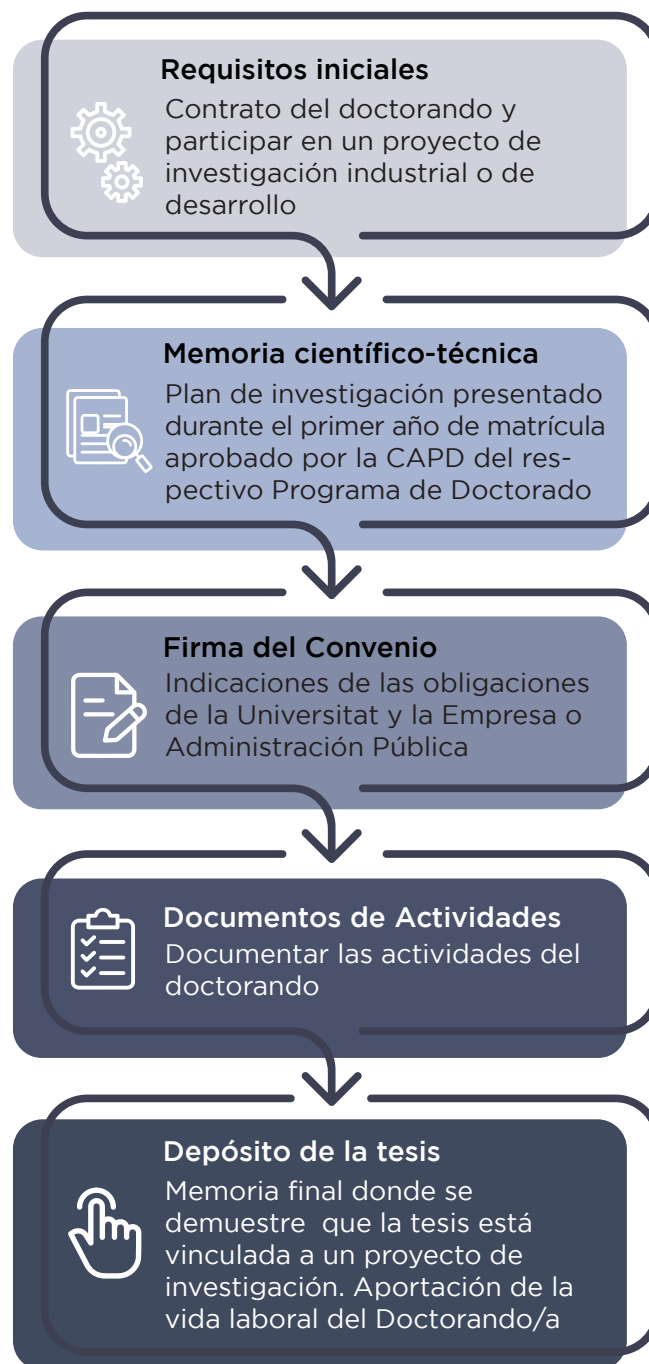 Requisitos iniciales
Contrato del doctorando y
participar en un proyecto de
investigación industrial o de
desarrollo
Memoria científico-técnica
Plan de investigación presentado
durante el primer año de matrícula
aprobado por la CAPD del res-
pectivo Programa de Doctorado
Firma del Convenio
Indicaciones de las obligaciones
de la Universitat y la Empresa o
Administración Pública
Documentos de Actividades
Documentar las actividades del
doctorando
Depósito de la tesis
Memoria final donde se
demuestre  que la tesis está
vinculada a un proyecto de
investigación. Aportación de la
vida laboral del Doctorando/a